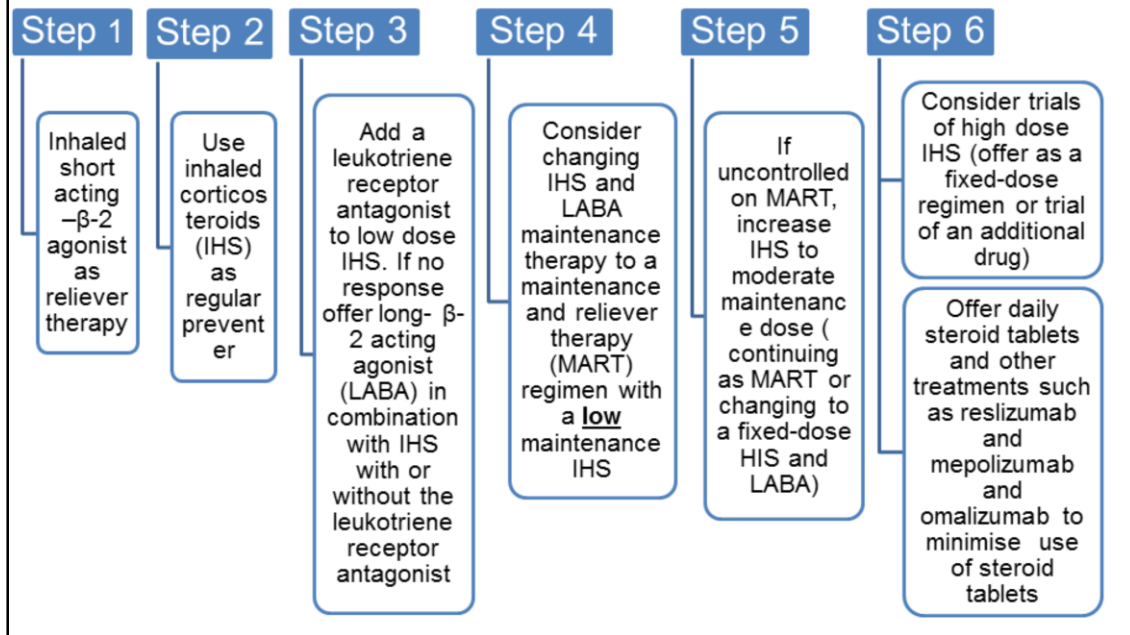 Step 1
Inhaled
short
acting
–β-2
agonist
as
reliever
therapy
Step 2
Use
inhaled
corticos
teroids
(IHS)
as
regular
prevent
er
Step 3
Add a
leukotriene
receptor
antagonist
to low dose
IHS. If no
response
offer long- β-
2 acting
agonist
(LABA) in
combination
with IHS
with or
without the
leukotriene
receptor
antagonist
Step 4
Consider
changing
IHS and
LABA
maintenance
therapy to a
maintenance
and reliever
therapy
(MART)
regimen with
a low
maintenance
IHS
Step 5
If
uncontrolled
on MART,
increase
IHS to
moderate
maintenanc
e dose (
continuing
as MART or
changing to
a fixed-dose
HIS and
LABA)
Step 6
Consider trials
of high dose
IHS (offer as a
fixed-dose
regimen or trial
of an additional
drug)
Offer daily
steroid tablets
and other
treatments such
as reslizumab
and
mepolizumab
and
omalizumab to
minimise use
of steroid
tablets